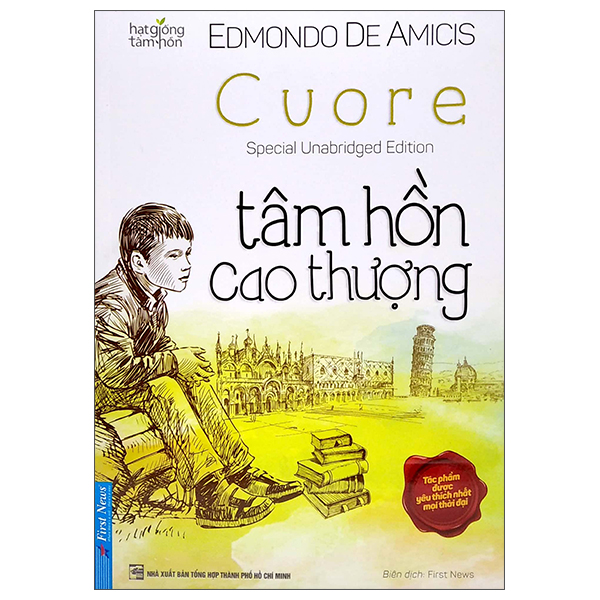 hạt giống
tâm hồn
EDMONDO DE AMICIS
Cuore
Special Unabridged Edition
tâm hồn
cao thượng
Tác phẩm
được
yêu thích nhất
mọi thời đại
First News
NHÀ XUẤT BẢN TỔNG HỢP THÀNH PHỐ HỒ CHÍ MINH
Biên dịch: First News